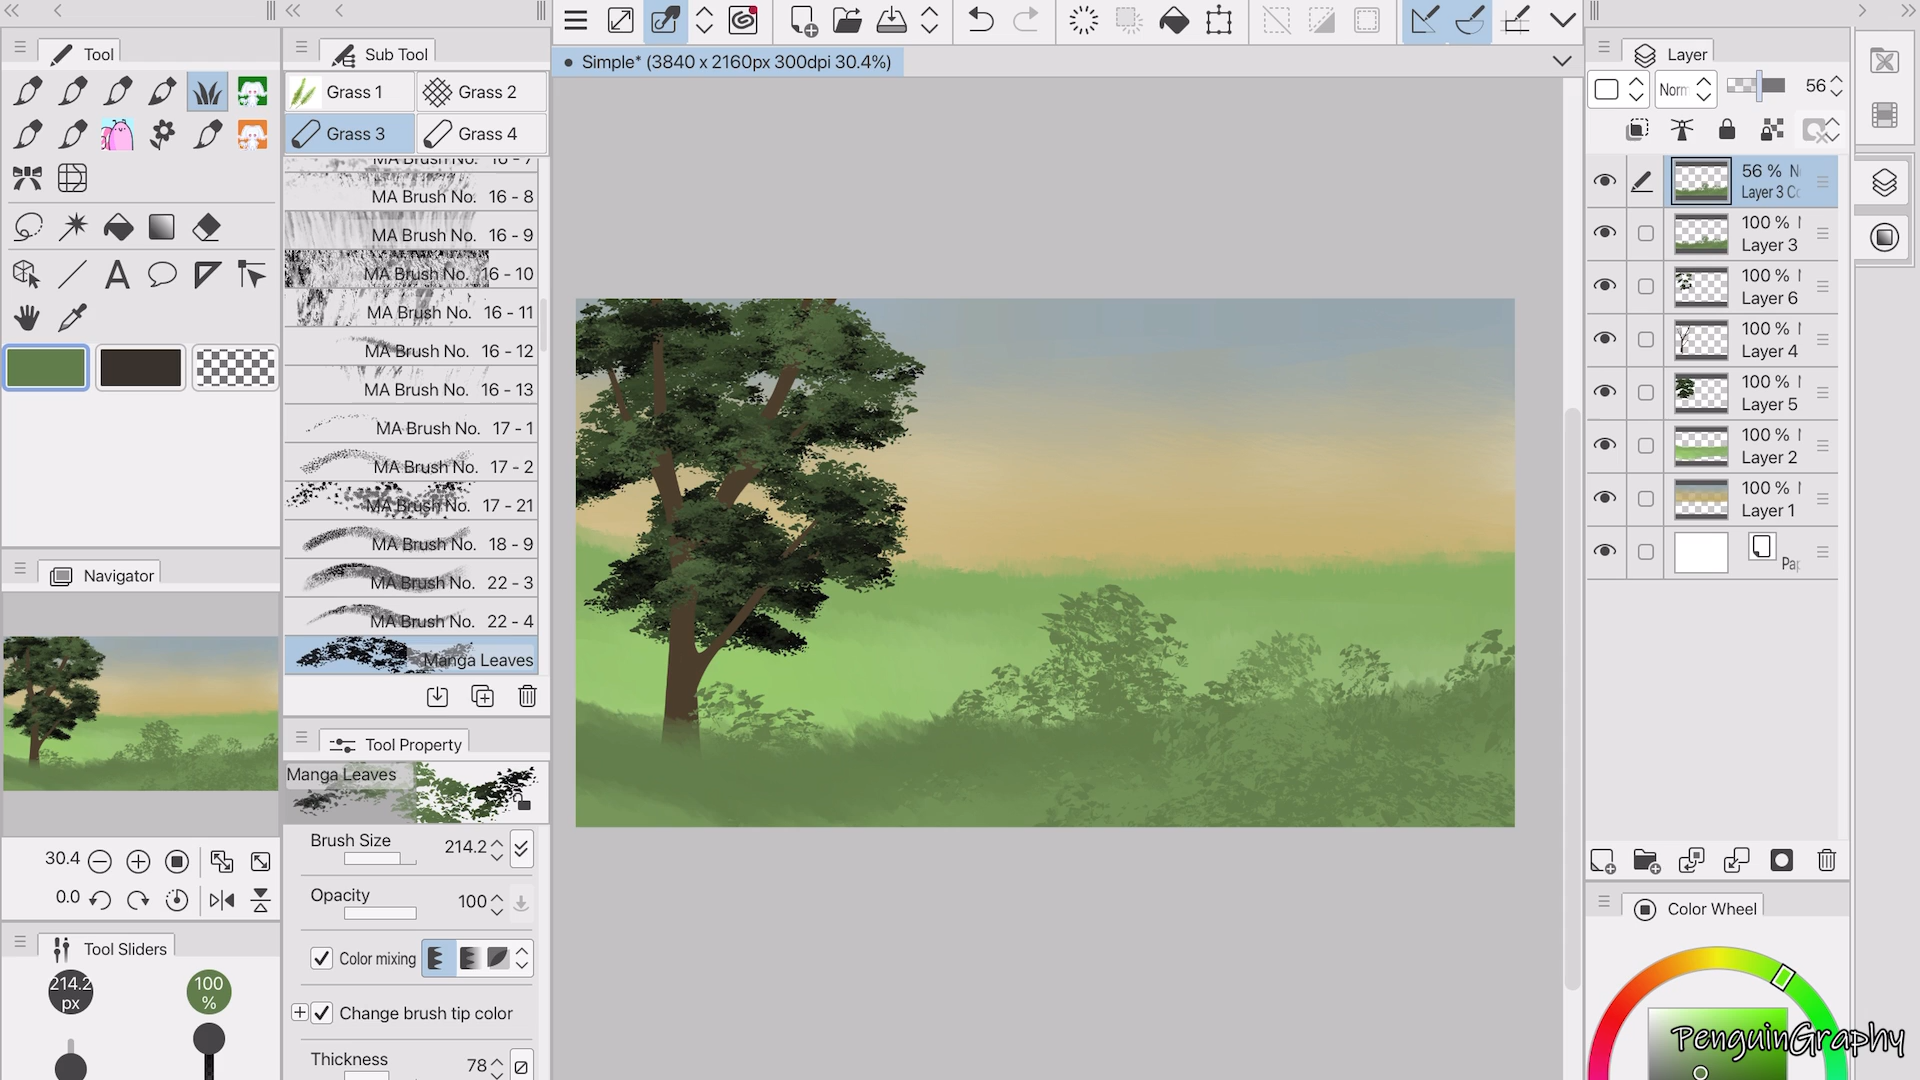 Tool
Sub Tool
Grass 1
Grass 2
Grass 3
Grass 4
MA Brush No. 16 - 7
MA Brush No. 16 - 8
MA Brush No. 16 - 9
MA Brush No. 16 - 10
MA Brush No. 16 - 11
MA Brush No. 16 - 12
MA Brush No. 16 - 13
MA Brush No. 17 - 1
MA Brush No. 17 - 2
MA Brush No. 17 - 21
MA Brush No. 18 - 9
MA Brush No. 22 - 3
MA Brush No. 22 - 4
Manga Leaves
Navigator
30.4
0.0
Tool Sliders
214.2 px
100 %
Tool Property
Manga Leaves
Brush Size 214.2
Opacity 100
Color mixing
Change brush tip color
Thickness 78
Simple* (3840 x 2160px 300dpi 30.4%)
Layer
Norm 56
56 % N
Layer 3 Co
100 %
Layer 3
100 %
Layer 6
100 %
Layer 4
100 %
Layer 5
100 %
Layer 2
100 %
Layer 1
Pap
Color Wheel
PenguinGraphy